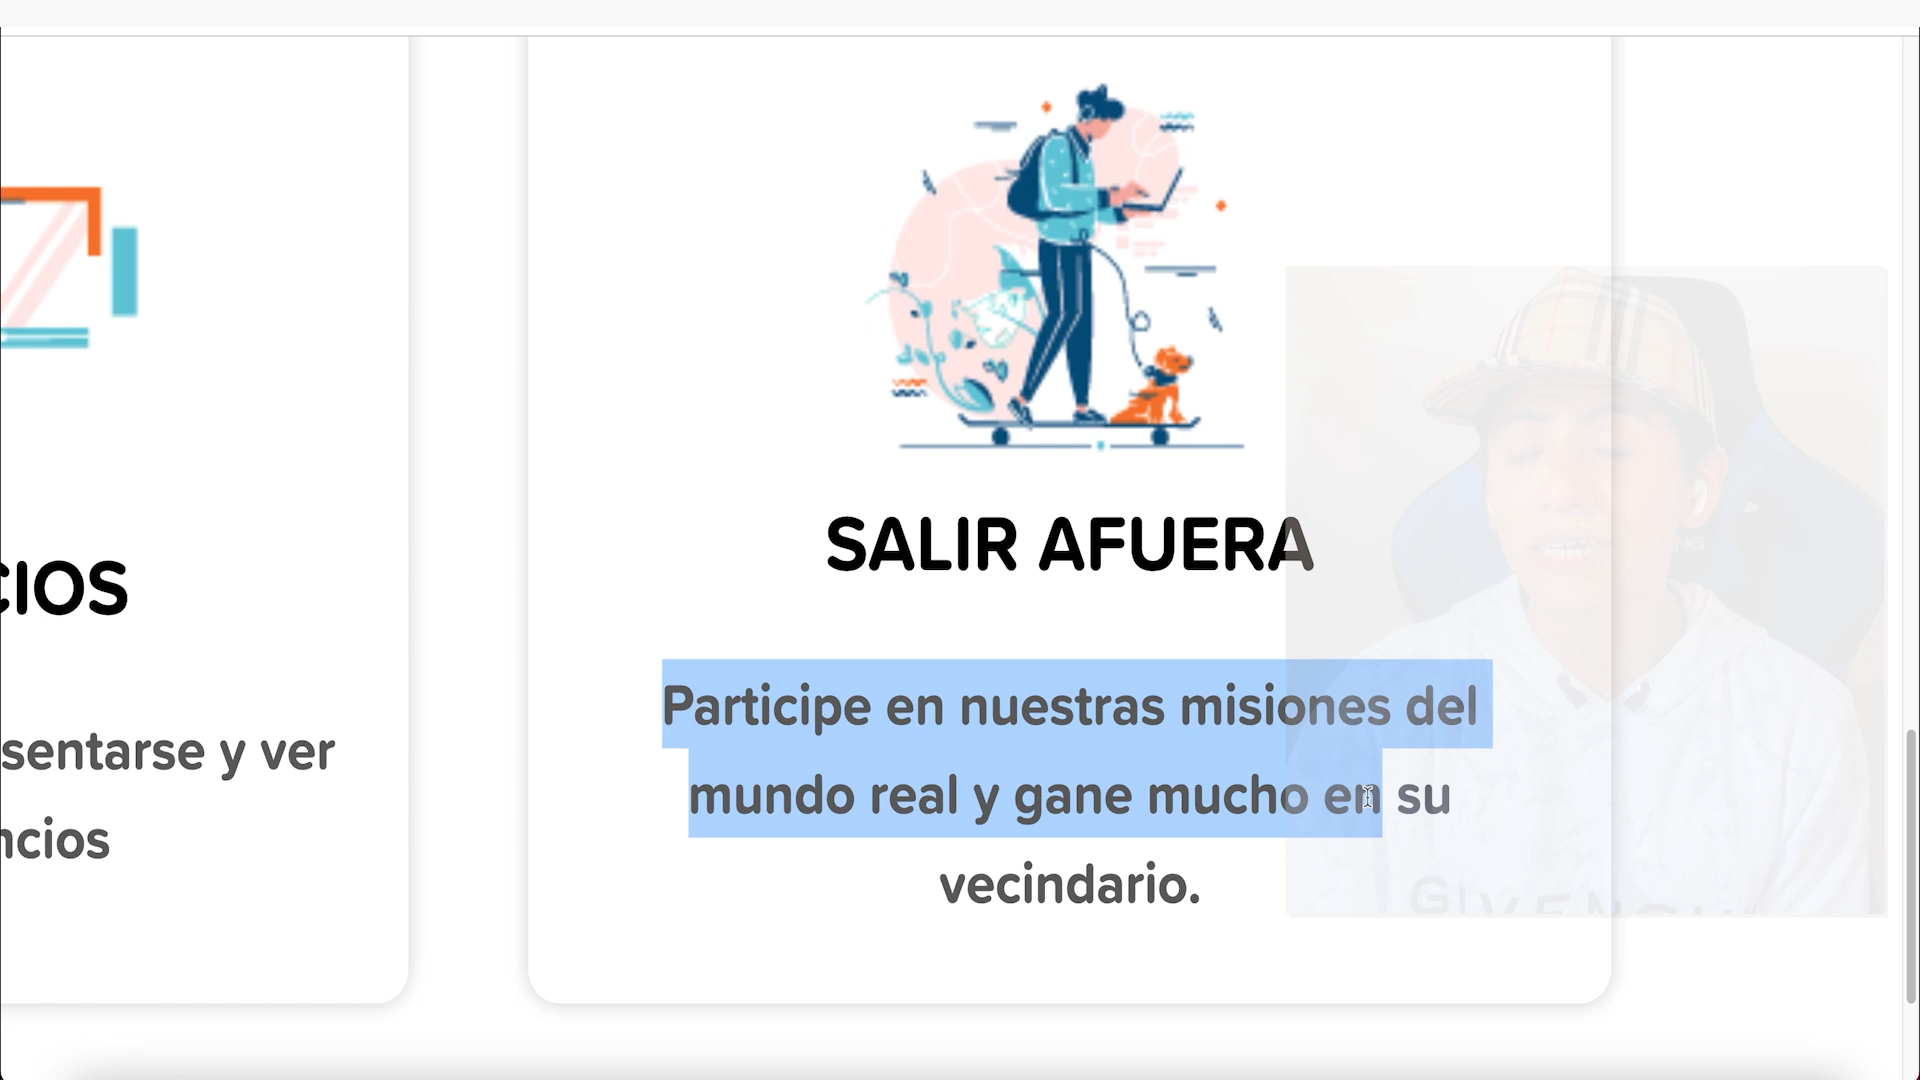 CIOS
sentarse y ver
ncios
SALIR AFUERA
Participe en nuestras misiones del
mundo real y gane mucho en su
vecindario.